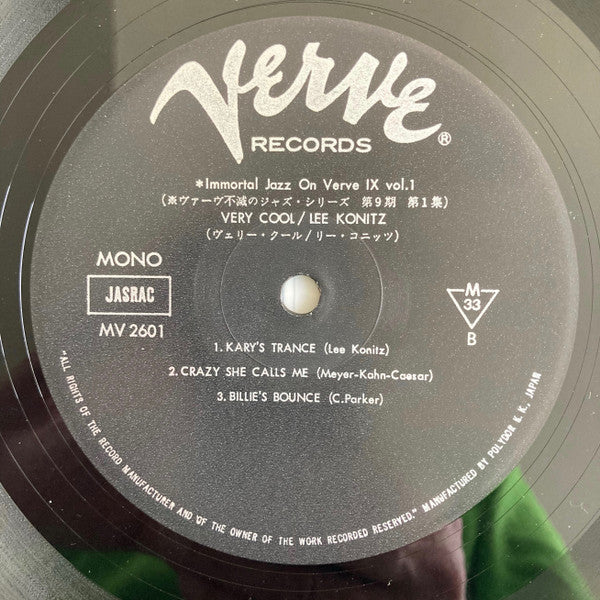 Verve
RECORDS ®
*Immortal Jazz On Verve IX vol.1
(※ヴァーヴ不滅のジャズ・シリーズ 第9期 第1集)
VERY COOL/LEE KONITZ
(ヴェリー・クール/リー・コニッツ)
MONO
JASRAC
MV 2601
M
33
B
1. KARY'S TRANCE (Lee Konitz)
2. CRAZY SHE CALLS ME (Meyer-Kahn-Caesar)
3. BILLIE'S BOUNCE (C.Parker)
"ALL RIGHTS OF THE RECORD MANUFACTURER AND OF THE OWNER OF THE WORK RECORDED RESERVED." MANUFACTURED BY POLYDOR K. K., JAPAN